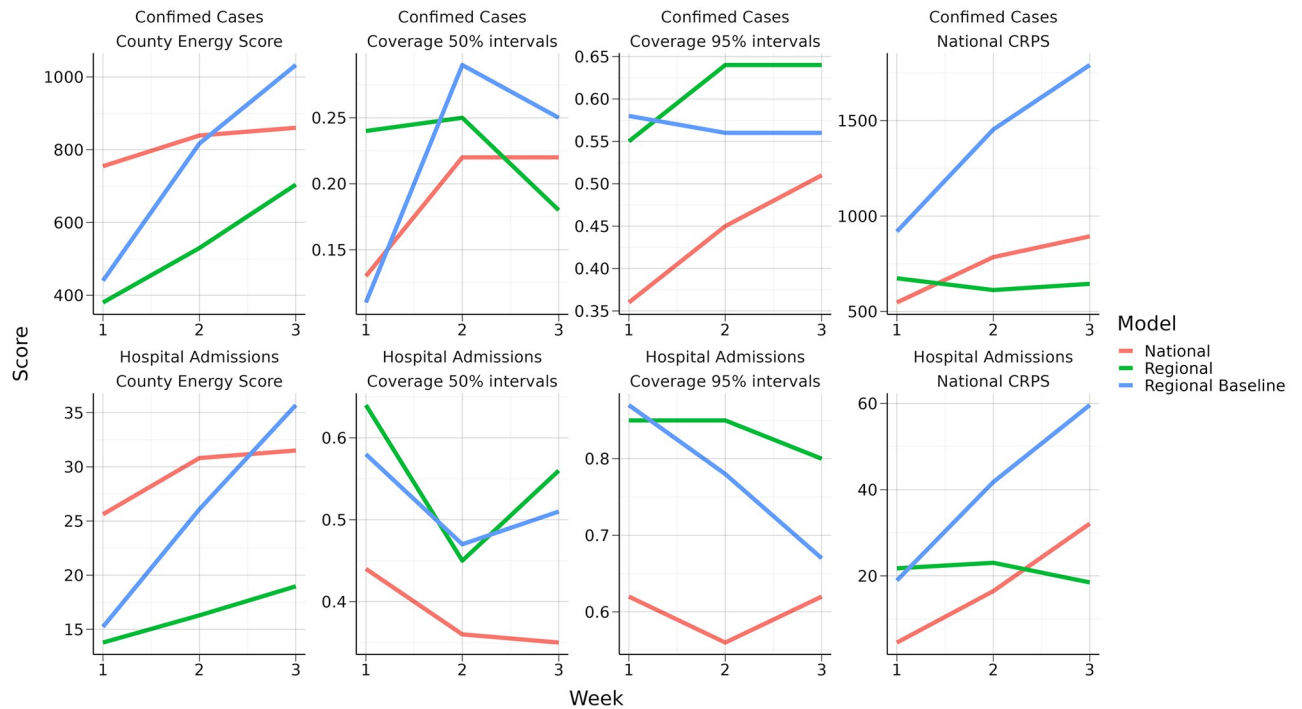 Confimed Cases
County Energy Score
Confimed Cases
Coverage 50% intervals
Confimed Cases
Coverage 95% intervals
Confimed Cases
National CRPS
1000
800
600
400
1 2 3
0.25
0.20
0.15
1 2 3
0.65
0.60
0.55
0.50
0.45
0.40
0.35
1 2 3
1500
1000
500
1 2 3
Score
Hospital Admissions
County Energy Score
Hospital Admissions
Coverage 50% intervals
Hospital Admissions
Coverage 95% intervals
Hospital Admissions
National CRPS
35
30
25
20
15
1 2 3
0.6
0.5
0.4
1 2 3
0.8
0.7
0.6
1 2 3
60
40
20
1 2 3
Week
Model
National
Regional
Regional Baseline